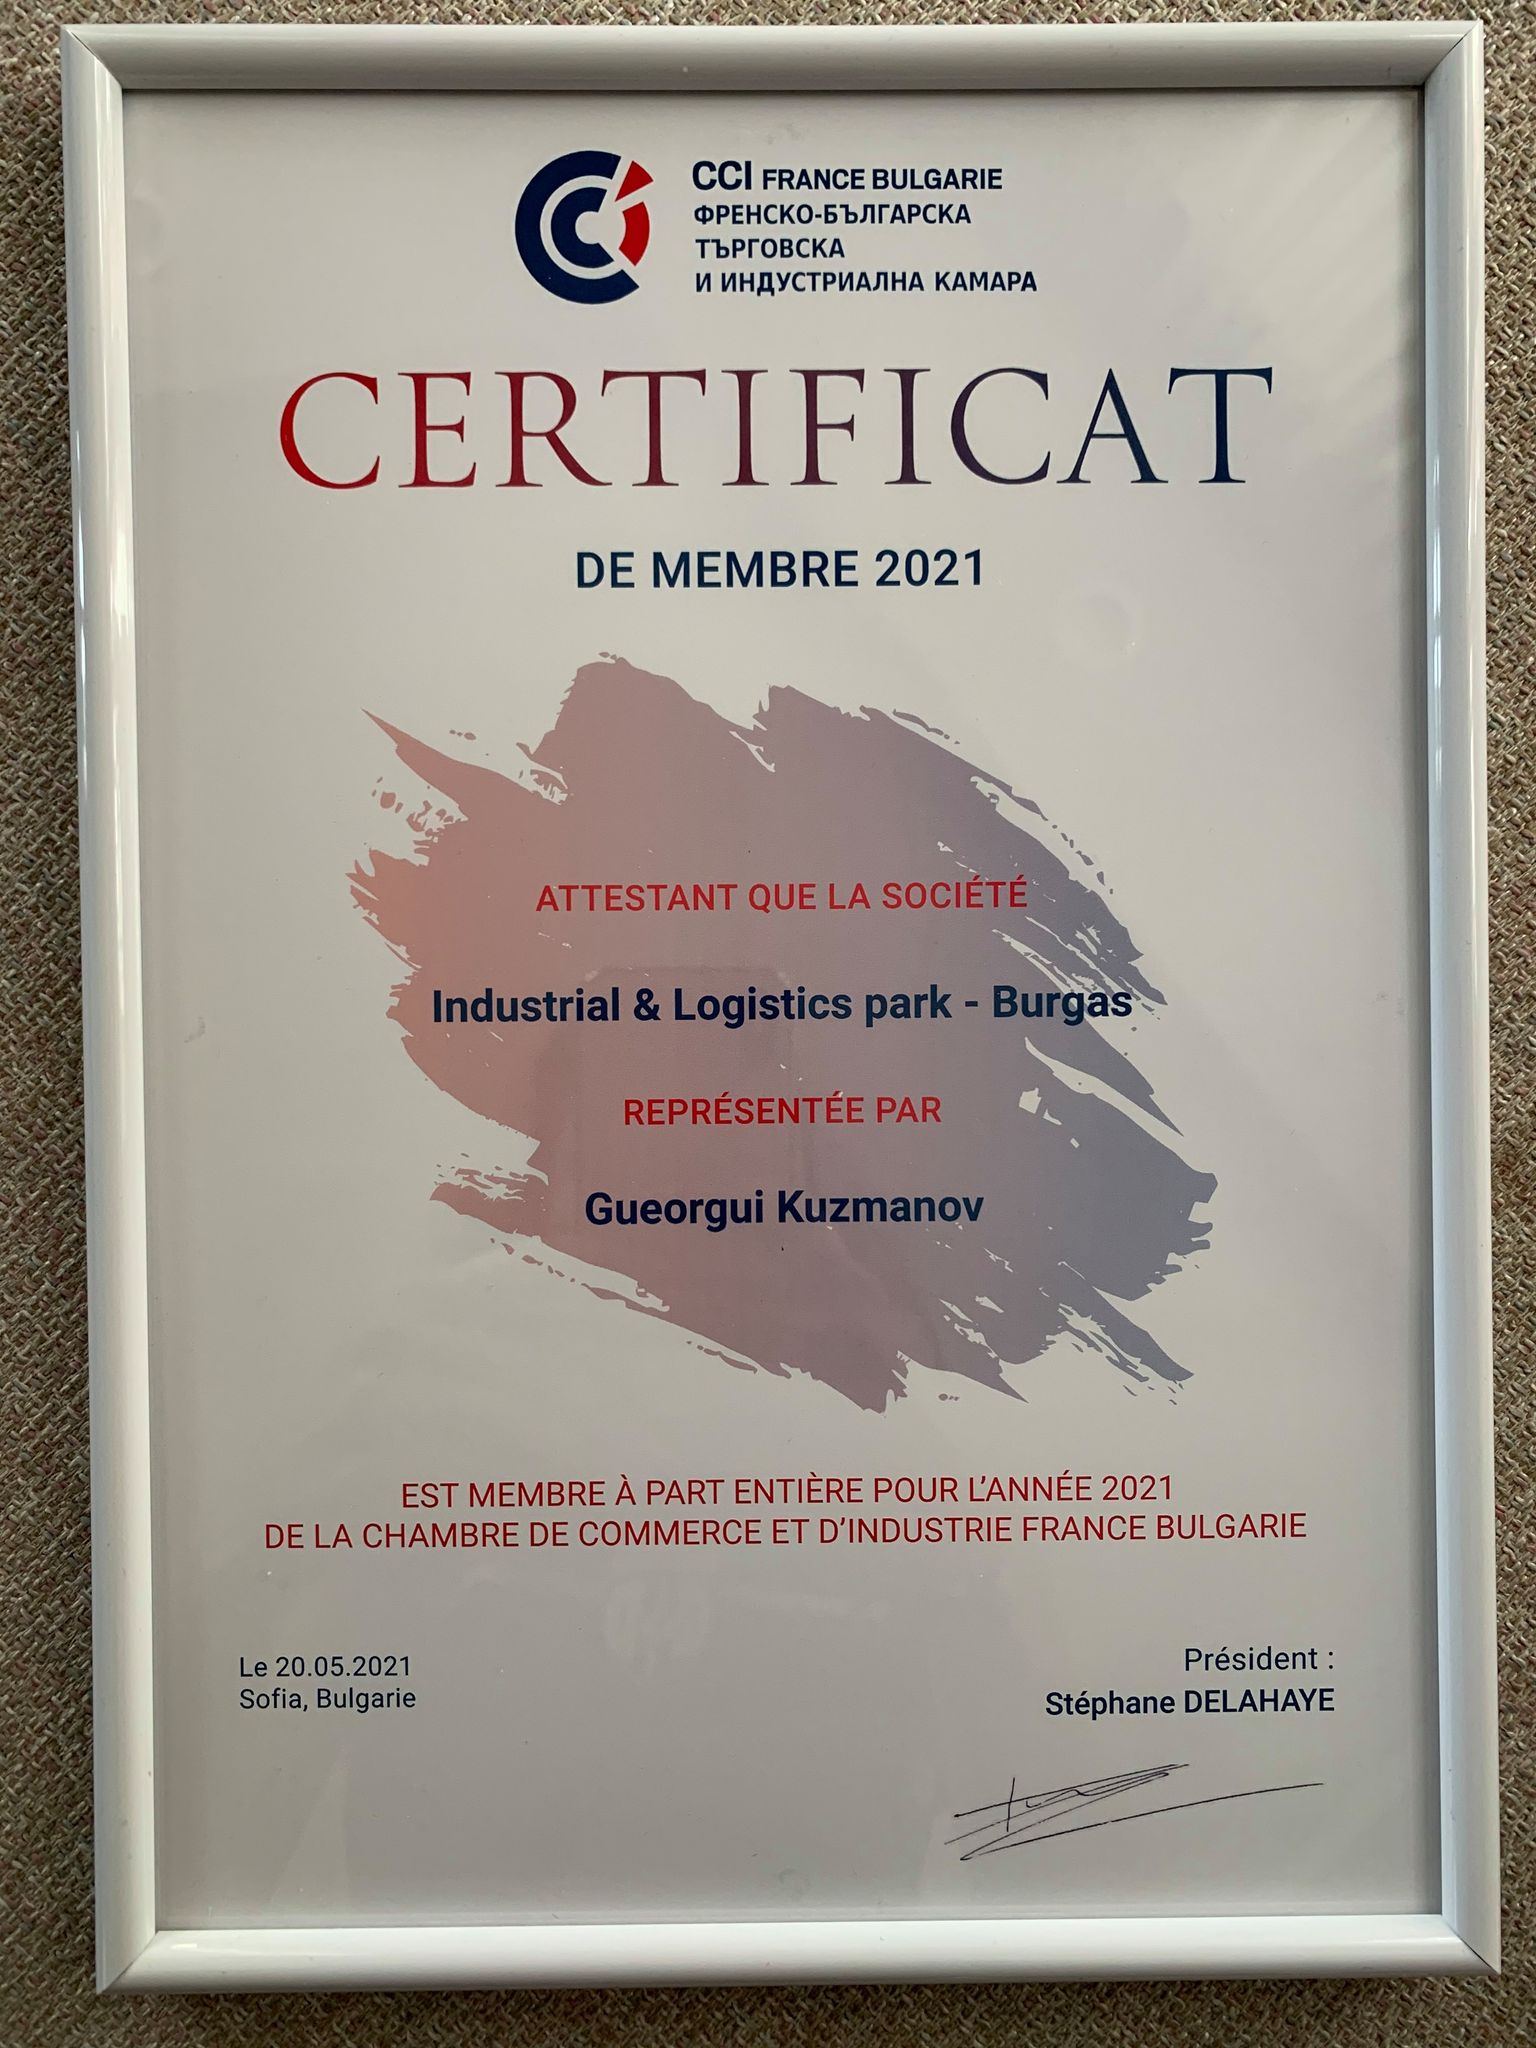 CCI FRANCE BULGARIE
ФРЕНСКО-БЪЛГАРСКА
ТЪРГОВСКА
И ИНДУСТРИАЛНА КАМАРА
CERTIFICAT
DE MEMBRE 2021
ATTESTANT QUE LA SOCIÉTÉ
Industrial & Logistics park - Burgas
REPRÉSENTÉE PAR
Gueorgui Kuzmanov
EST MEMBRE À PART ENTIÈRE POUR L'ANNÉE 2021
DE LA CHAMBRE DE COMMERCE ET D'INDUSTRIE FRANCE BULGARIE
Le 20.05.2021
Sofia, Bulgarie
Président :
Stéphane DELAHAYE